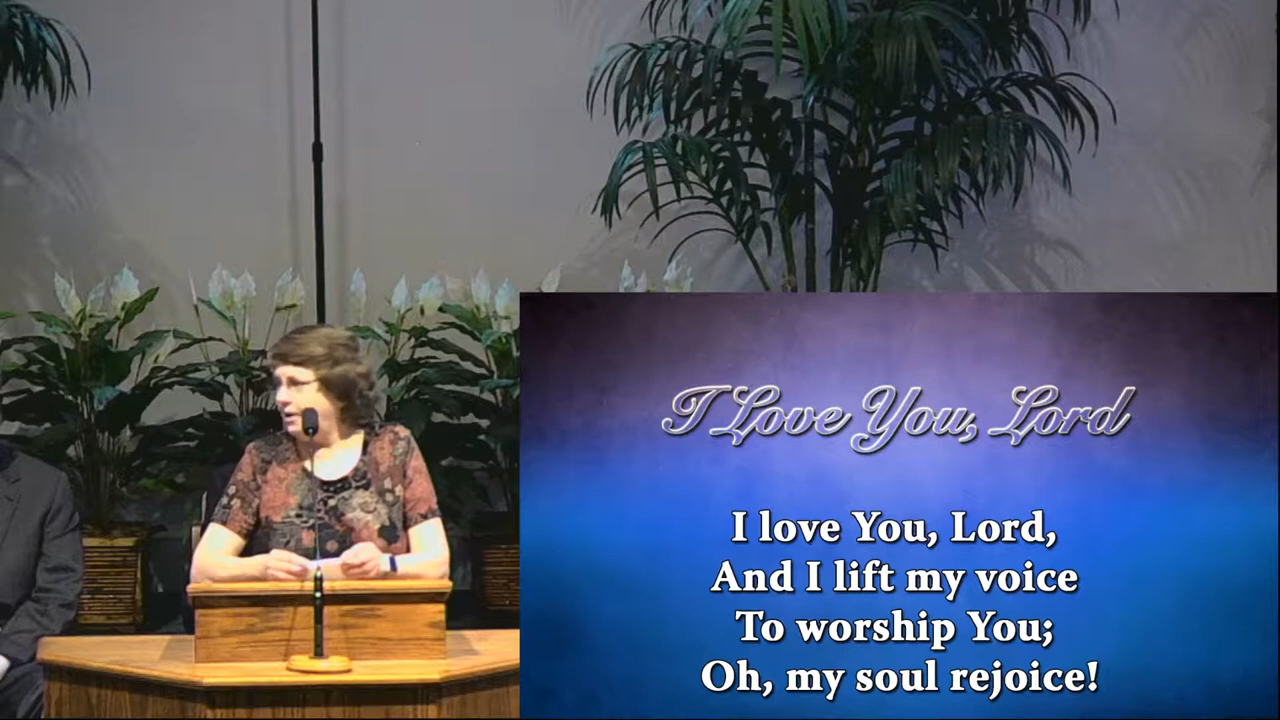 I Love You, Lord
I love You, Lord,
And I lift my voice
To worship You;
Oh, my soul rejoice!